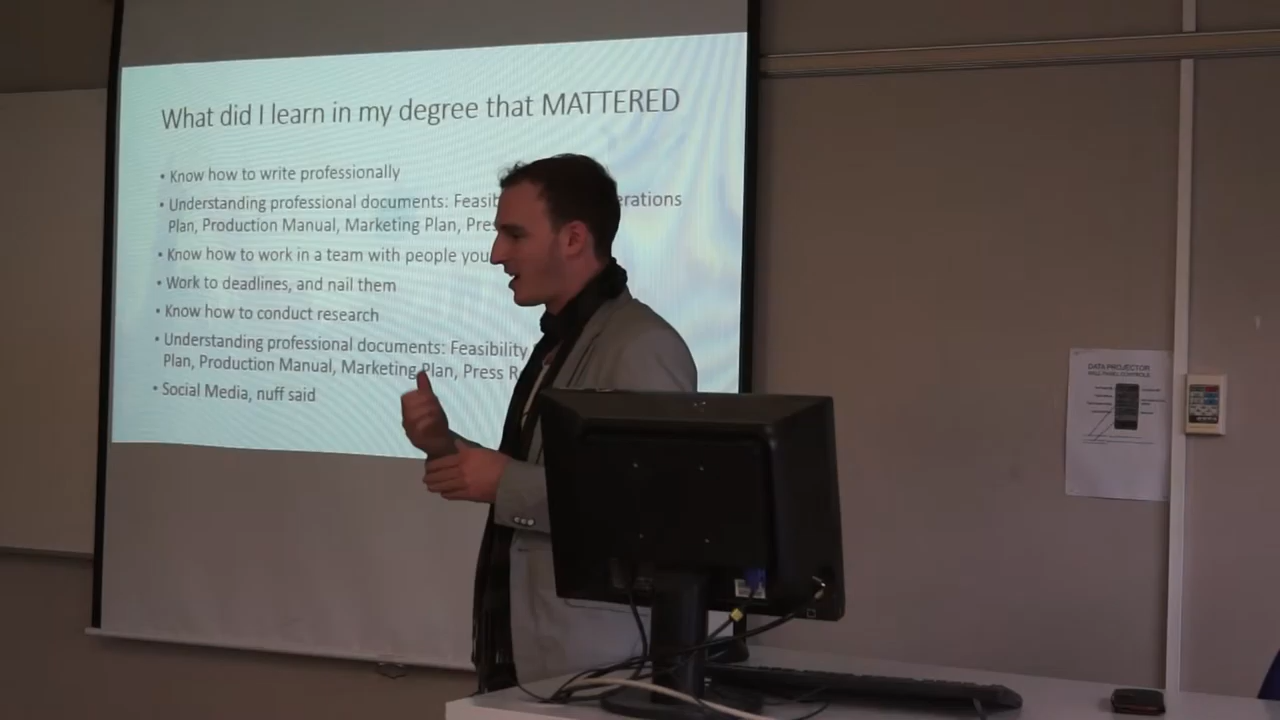 What did I learn in my degree that MATTERED
• Know how to write professionally
• Understanding professional documents: Feasib erations
Plan, Production Manual, Marketing Plan, Pres
• Know how to work in a team with people you
• Work to deadlines, and nail them
• Know how to conduct research
• Understanding professional documents: Feasibility
Plan, Production Manual, Marketing Plan, Press R
• Social Media, nuff said
DATA PROJECTOR
WALL PANEL CONTROLS